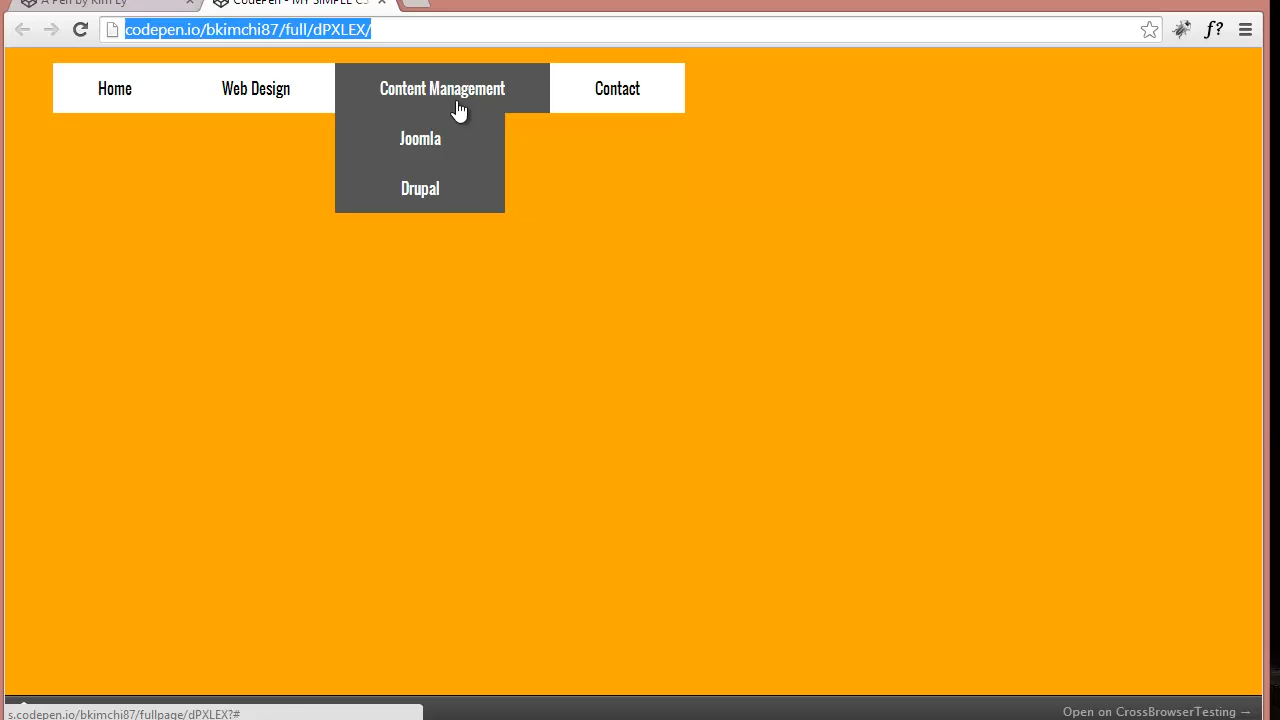 A Pen by Kim Ly
CodePen - MY SIMPLE CS
codepen.io/bkimchi87/full/dPXLEX/
f?
Home
Web Design
Content Management
Contact
Joomla
Drupal
s.codepen.io/bkimchi87/fullpage/dPXLEX?#
Open on CrossBrowserTesting →